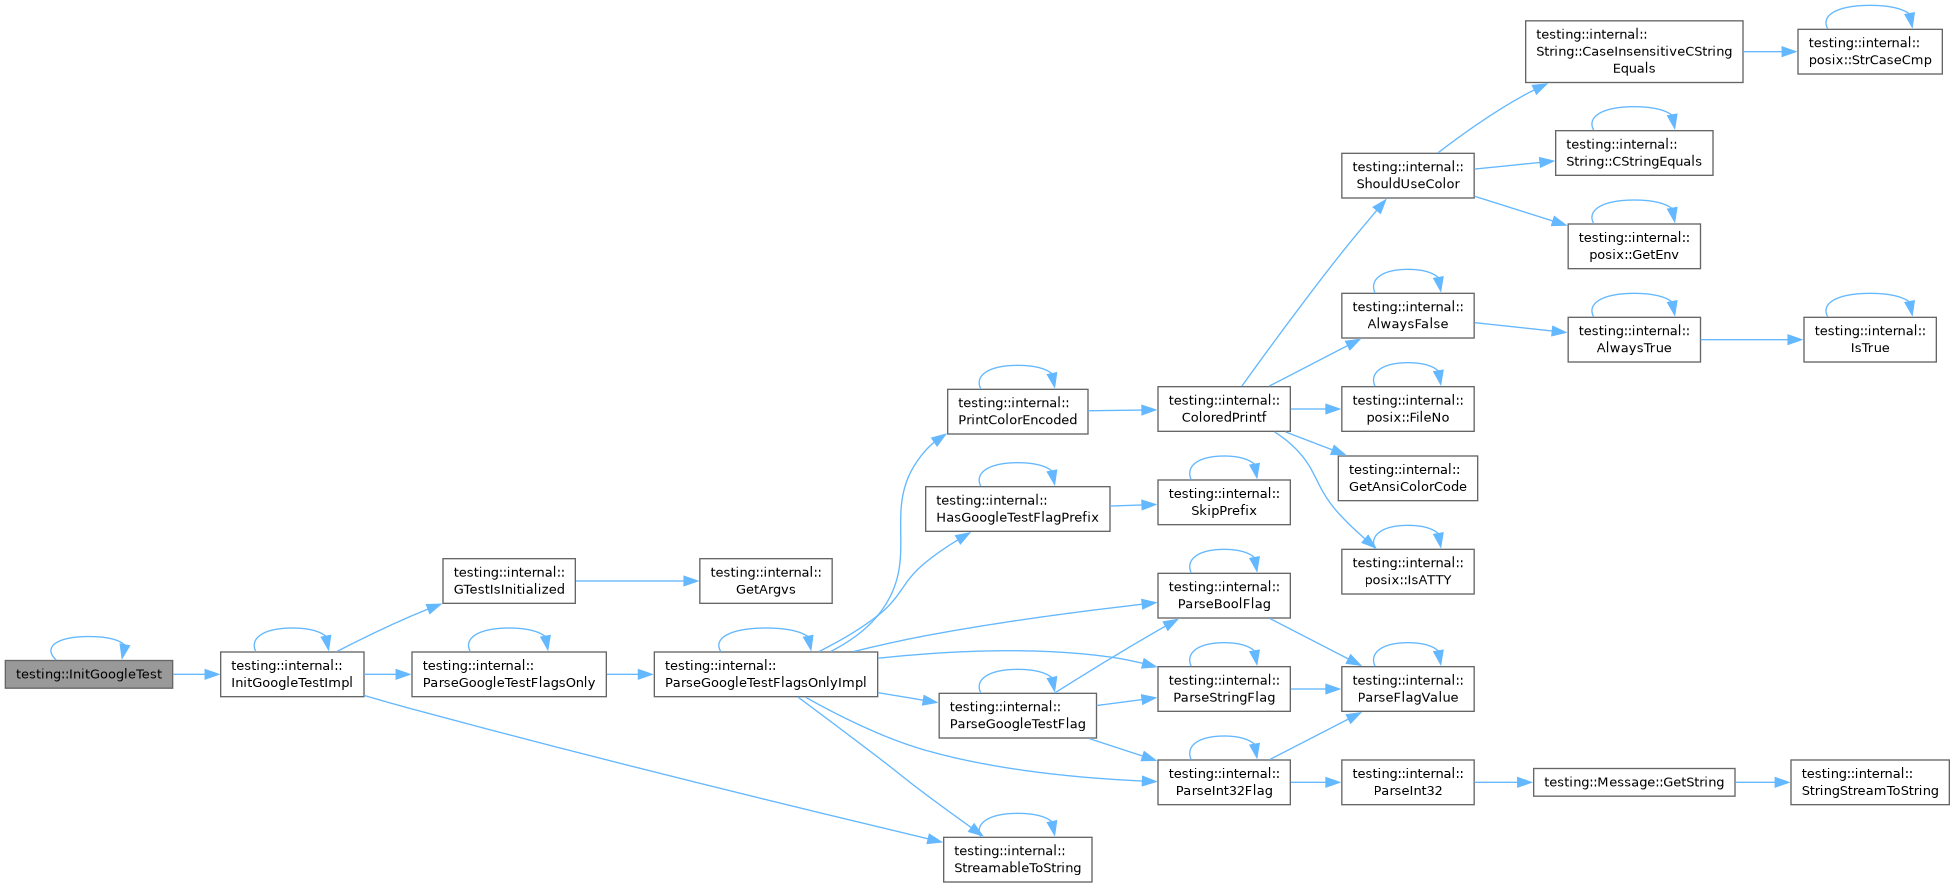 testing::InitGoogleTest
testing::internal::
InitGoogleTestImpl
testing::internal::
GTestIsInitialized
testing::internal::
GetArgvs
testing::internal::
ParseGoogleTestFlagsOnly
testing::internal::
ParseGoogleTestFlagsOnlyImpl
testing::internal::
PrintColorEncoded
testing::internal::
ColoredPrintf
testing::internal::
ShouldUseColor
testing::internal::
String::CaseInsensitiveCString
Equals
testing::internal::
posix::StrCaseCmp
testing::internal::
String::CStringEquals
testing::internal::
posix::GetEnv
testing::internal::
AlwaysFalse
testing::internal::
AlwaysTrue
testing::internal::
IsTrue
testing::internal::
posix::FileNo
testing::internal::
GetAnsiColorCode
testing::internal::
posix::IsATTY
testing::internal::
HasGoogleTestFlagPrefix
testing::internal::
SkipPrefix
testing::internal::
ParseBoolFlag
testing::internal::
ParseStringFlag
testing::internal::
ParseFlagValue
testing::internal::
ParseGoogleTestFlag
testing::internal::
ParseInt32Flag
testing::internal::
ParseInt32
testing::Message::GetString
testing::internal::
StringStreamToString
testing::internal::
StreamableToString